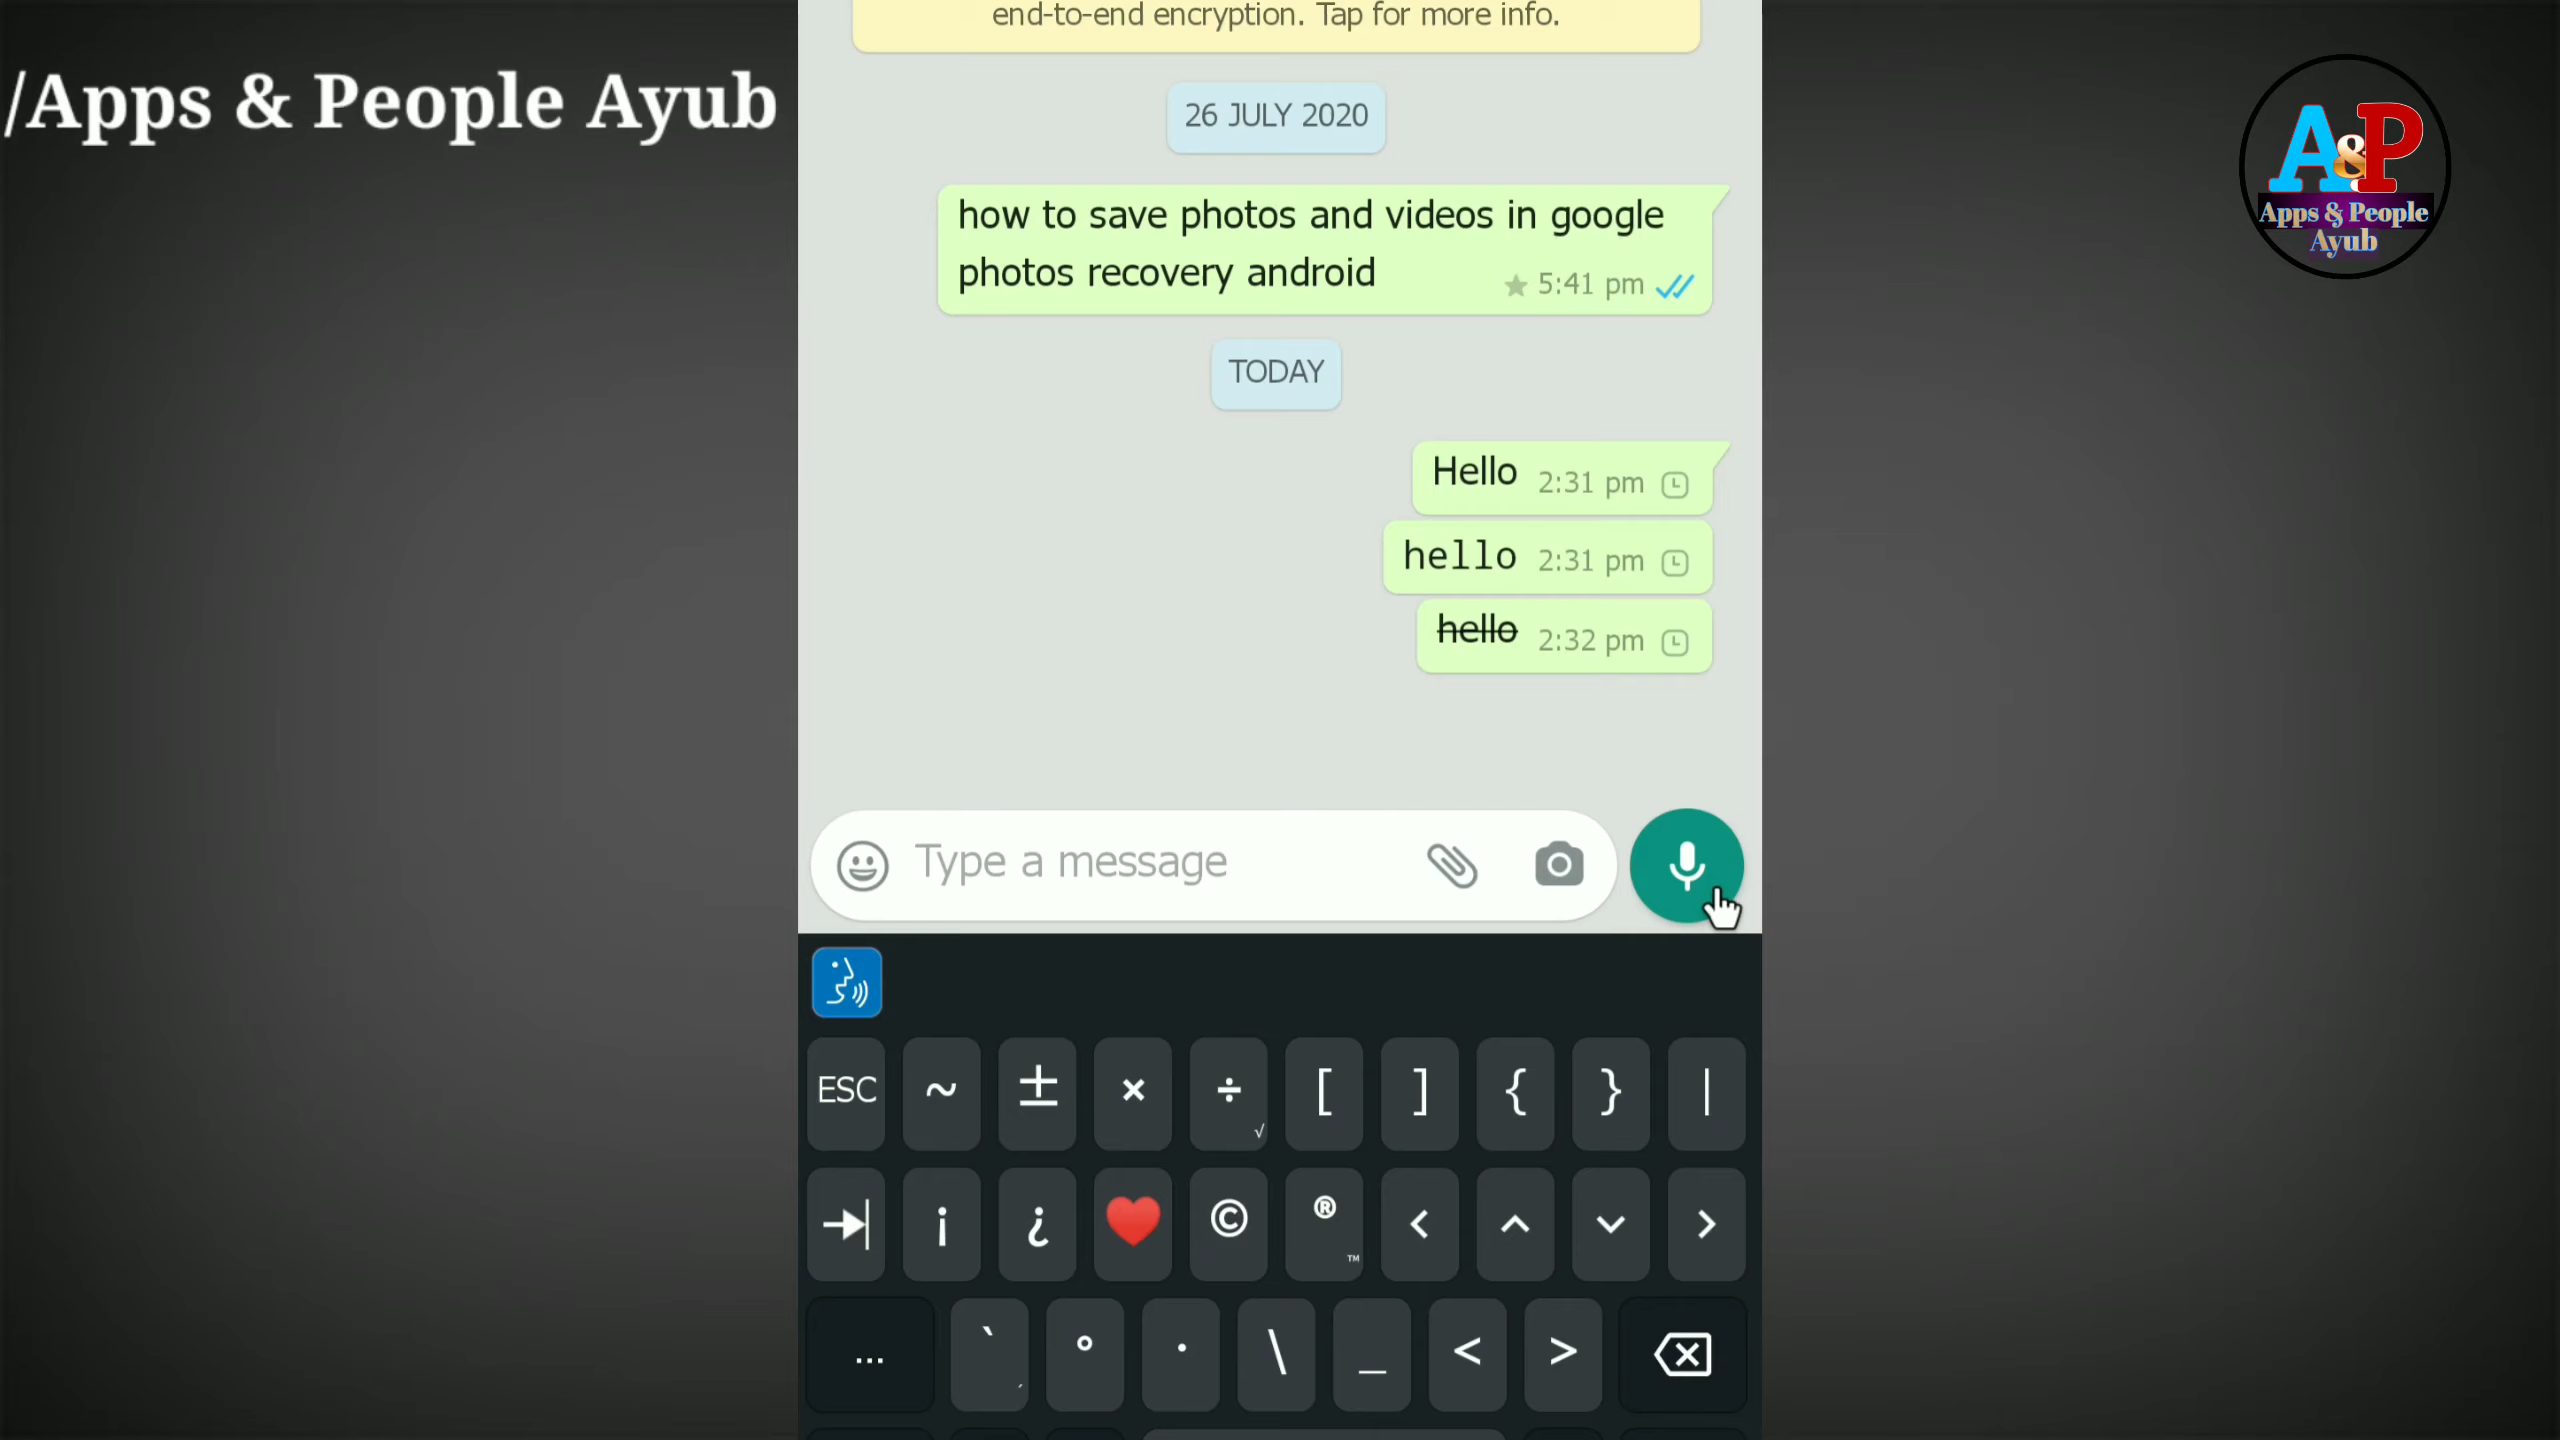 /Apps & People Ayub
A&P
Apps & People
Ayub
end-to-end encryption. Tap for more info.
26 JULY 2020
how to save photos and videos in google
photos recovery android
5:41 pm
TODAY
Hello 2:31 pm
hello 2:31 pm
hello 2:32 pm
Type a message
ESC ~ ± × ÷ √ [ ] { } |
¡ ¿ © ® ™ < ^ ˅ >
... ` ´ ° · \ _ < >